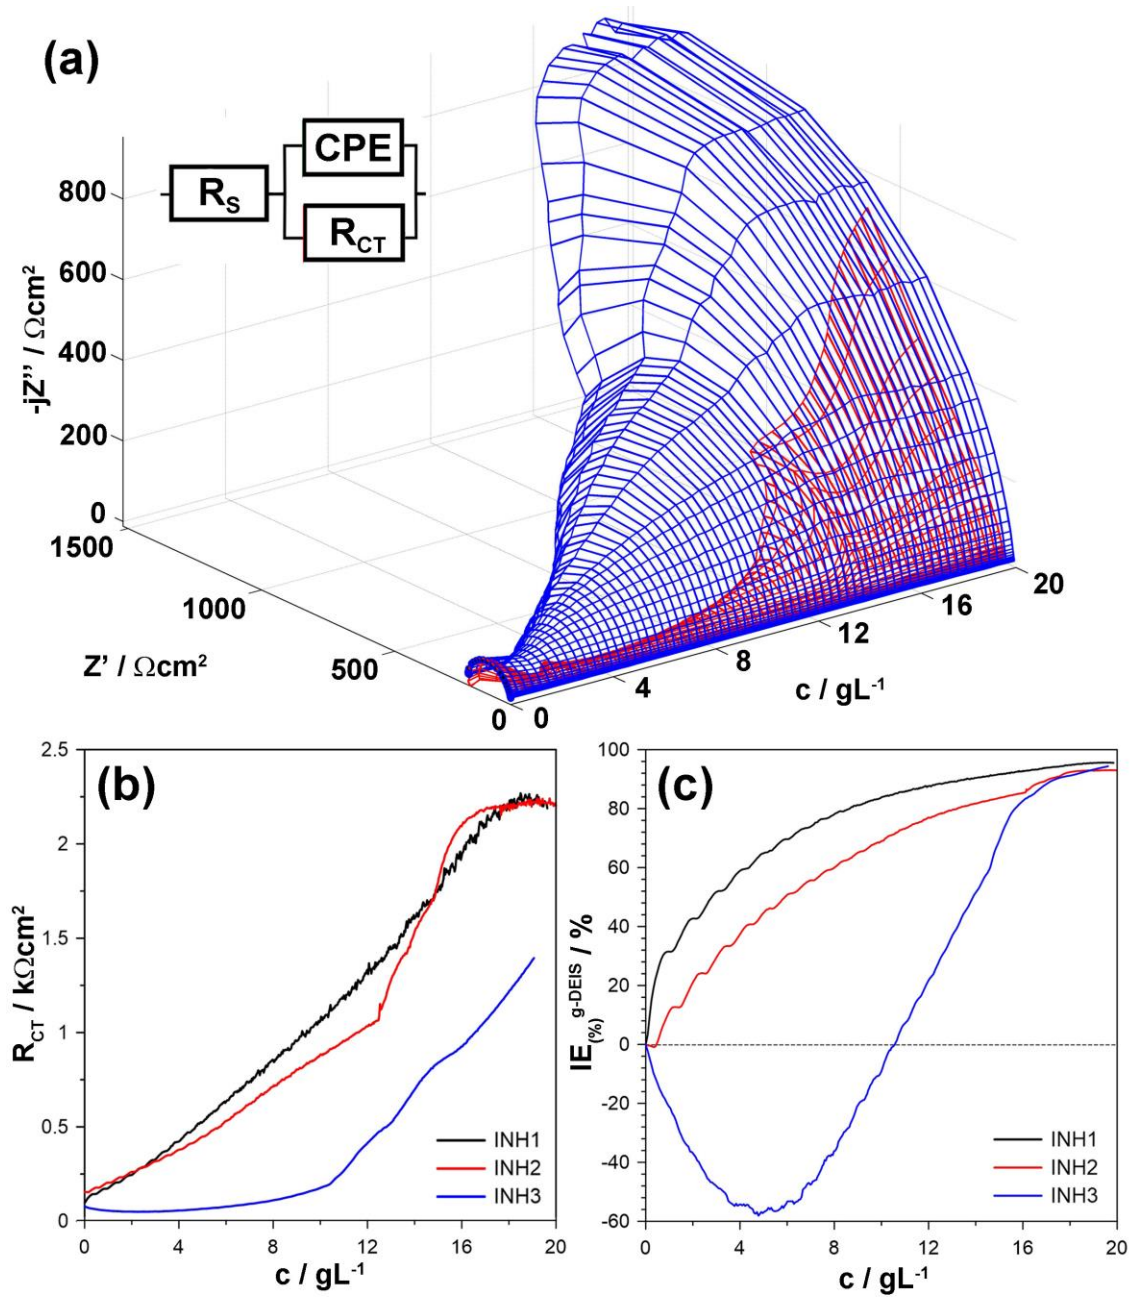 (a)
CPE
R_S
R_CT
-jZ’’ / Ωcm²
800
600
400
200
0
1500
1000
500
0
Z’ / Ωcm²
0
4
8
12
16
20
c / gL⁻¹
(b)
R_CT / kΩcm²
2.5
2
1.5
1
0.5
0
INH1
INH2
INH3
0 4 8 12 16 20
c / gL⁻¹
(c)
IE_(%)^g-DEIS / %
100
80
60
40
20
0
-20
-40
-60
INH1
INH2
INH3
0 4 8 12 16 20
c / gL⁻¹